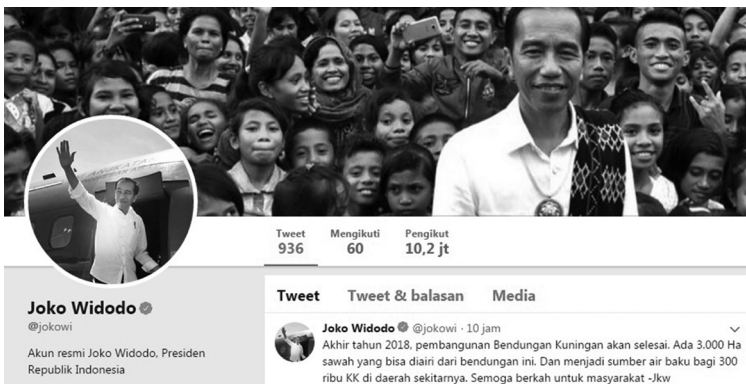 Tweet Mengikuti Pengikut
936 60 10,2 jt
Joko Widodo
@jokowi
Akun resmi Joko Widodo, Presiden
Republik Indonesia
Tweet Tweet & balasan Media
Joko Widodo @jokowi · 10 jam
Akhir tahun 2018, pembangunan Bendungan Kuningan akan selesai. Ada 3.000 Ha
sawah yang bisa diairi dari bendungan ini. Dan menjadi sumber air baku bagi 300
ribu KK di daerah sekitarnya. Semoga berkah untuk masyarakat -Jkw